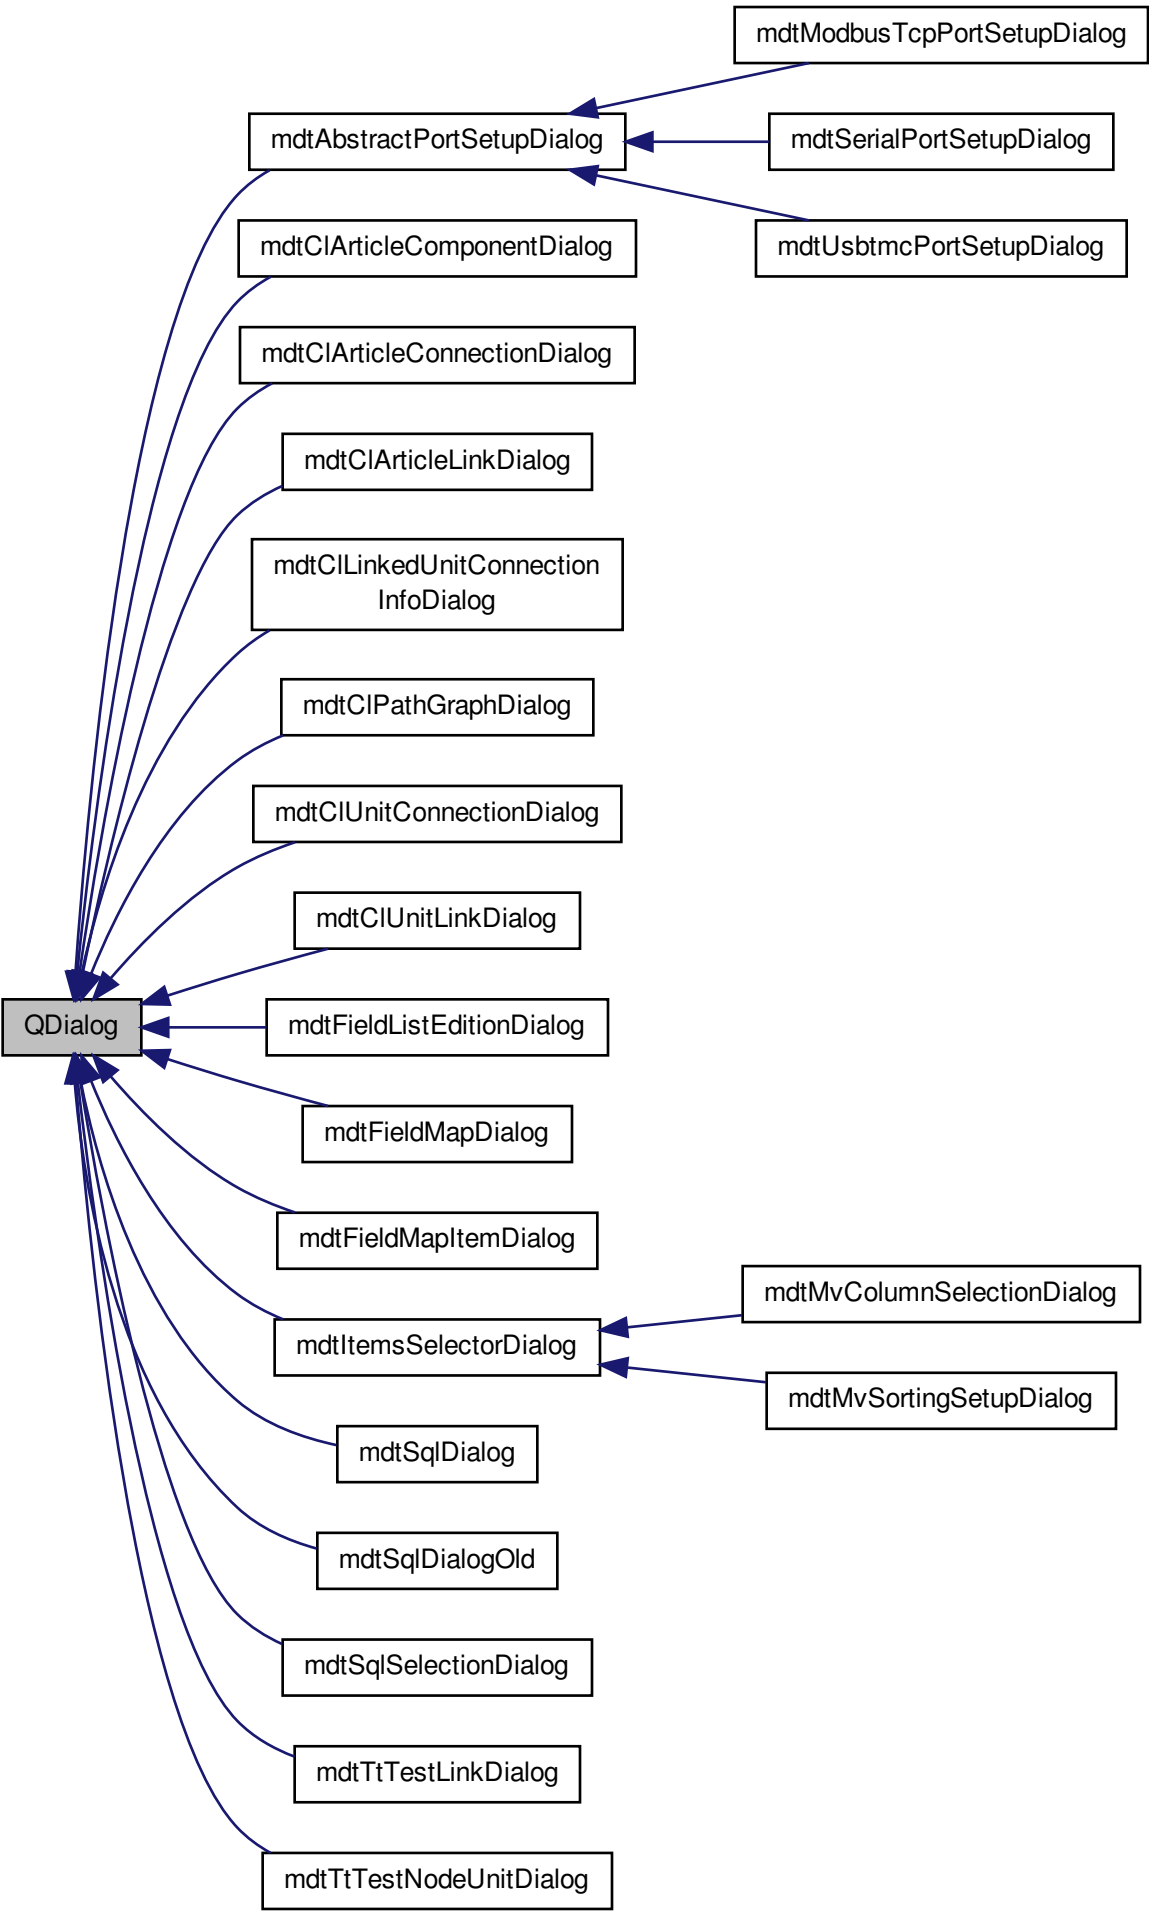 mdtModbusTcpPortSetupDialog
mdtAbstractPortSetupDialog
mdtSerialPortSetupDialog
mdtClArticleComponentDialog
mdtUsbtmcPortSetupDialog
mdtClArticleConnectionDialog
mdtClArticleLinkDialog
mdtClLinkedUnitConnection
InfoDialog
mdtClPathGraphDialog
mdtClUnitConnectionDialog
mdtClUnitLinkDialog
QDialog
mdtFieldListEditionDialog
mdtFieldMapDialog
mdtFieldMapItemDialog
mdtMvColumnSelectionDialog
mdtItemsSelectorDialog
mdtMvSortingSetupDialog
mdtSqlDialog
mdtSqlDialogOld
mdtSqlSelectionDialog
mdtTtTestLinkDialog
mdtTtTestNodeUnitDialog